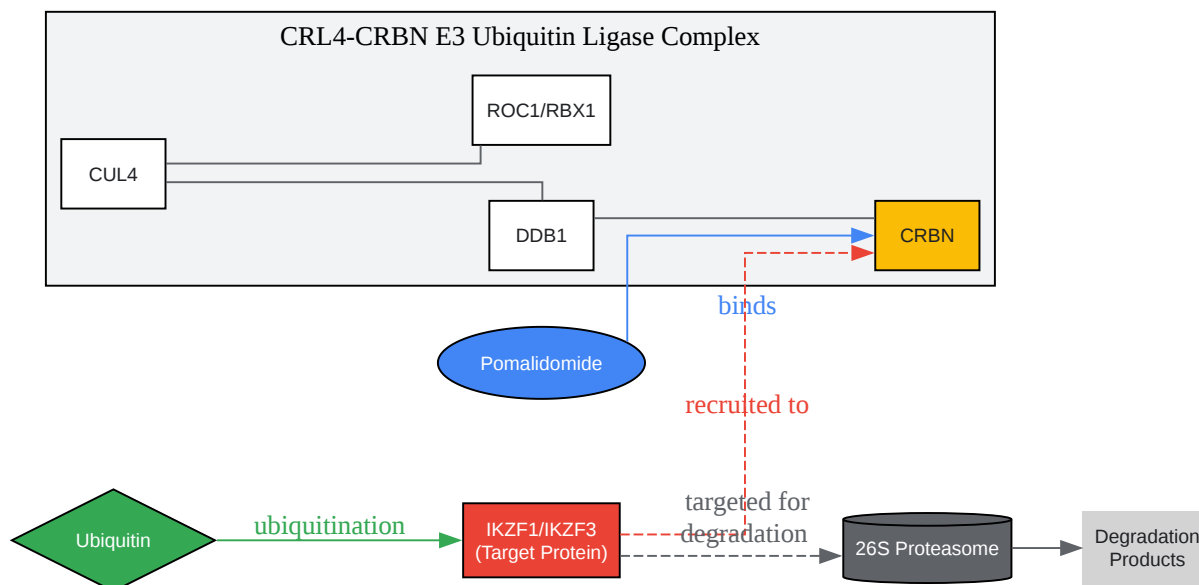 CRL4-CRBN E3 Ubiquitin Ligase Complex
ROC1/RBX1
CUL4
DDB1
CRBN
binds
Pomalidomide
recruited to
targeted for
degradation
ubiquitination
Ubiquitin
IKZF1/IKZF3
(Target Protein)
26S Proteasome
Degradation
Products